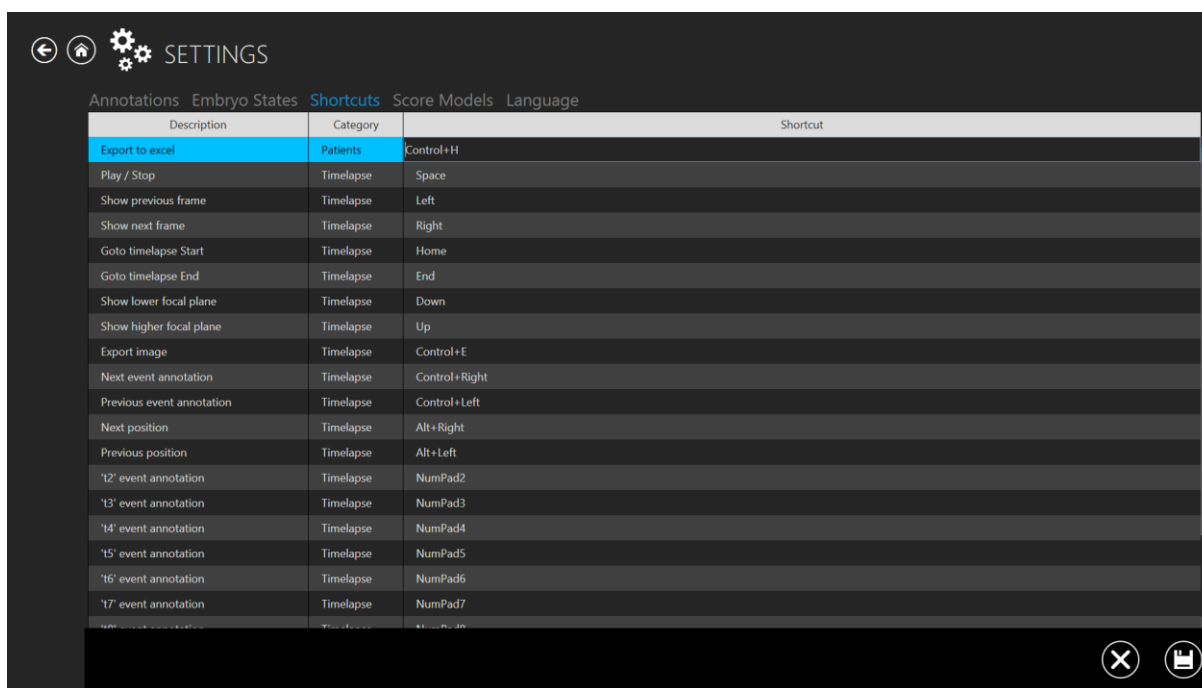 SETTINGS
Annotations Embryo States Shortcuts Score Models Language
Description Category Shortcut
Export to excel Patients Control+H
Play / Stop Timelapse Space
Show previous frame Timelapse Left
Show next frame Timelapse Right
Goto timelapse Start Timelapse Home
Goto timelapse End Timelapse End
Show lower focal plane Timelapse Down
Show higher focal plane Timelapse Up
Export image Timelapse Control+E
Next event annotation Timelapse Control+Right
Previous event annotation Timelapse Control+Left
Next position Timelapse Alt+Right
Previous position Timelapse Alt+Left
't2' event annotation Timelapse NumPad2
't3' event annotation Timelapse NumPad3
't4' event annotation Timelapse NumPad4
't5' event annotation Timelapse NumPad5
't6' event annotation Timelapse NumPad6
't7' event annotation Timelapse NumPad7